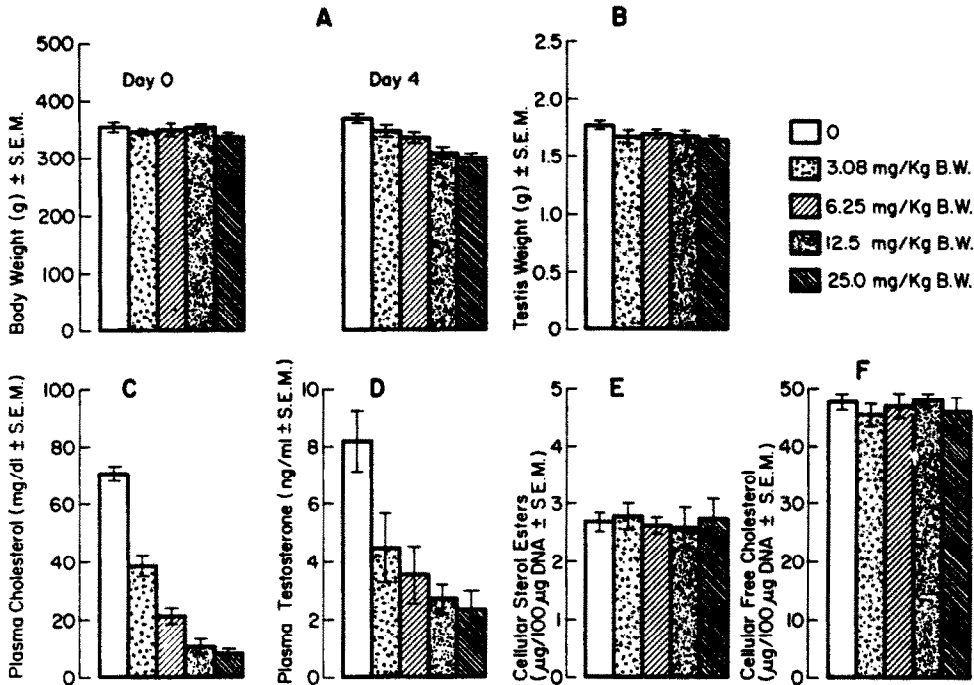 A
Body Weight (g) ± S.E.M.
500
400
300
200
100
0
Day 0
Day 4
B
Testis Weight (g) ± S.E.M.
2.5
2.0
1.5
1.0
0.5
0
0
3.08 mg/Kg B.W.
6.25 mg/Kg B.W.
12.5 mg/Kg B.W.
25.0 mg/Kg B.W.
C
Plasma Cholesterol (mg/dl ± S.E.M.)
100
80
60
40
20
0
D
Plasma Testosterone (ng/ml ± S.E.M.)
10
8
6
4
2
0
E
Cellular Sterol Esters
(µg/100 µg DNA ± S.E.M.)
5
4
3
2
1
0
F
Cellular Free Cholesterol
(µg/100 µg DNA ± S.E.M.)
50
40
30
20
10
0